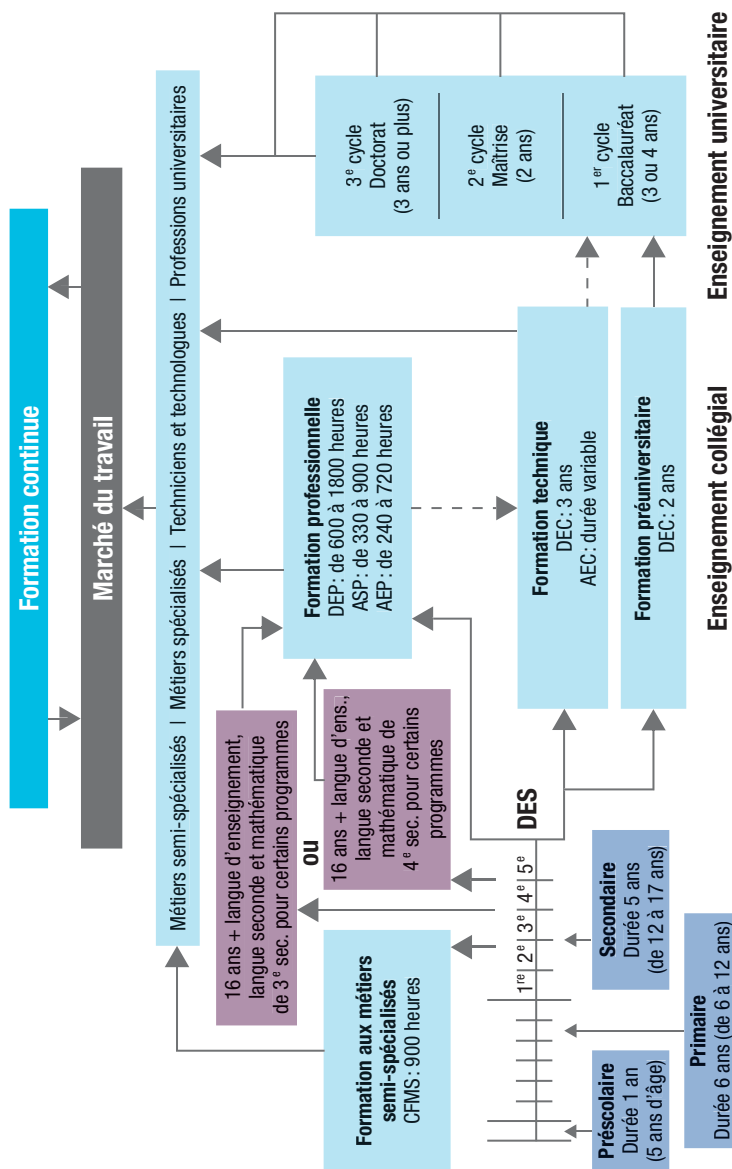 Formation continue
Marché du travail
Métiers semi-spécialisés | Métiers spécialisés | Techniciens et technologues | Professions universitaires
16 ans + langue d'enseignement,
langue seconde et mathématique
de 3e sec. pour certains programmes
ou
16 ans + langue d'ens.,
langue seconde et
mathématique de
4e sec. pour certains
programmes
Formation professionnelle
DEP : de 600 à 1800 heures
ASP : de 330 à 900 heures
AEP : de 240 à 720 heures
3e cycle
Doctorat
(3 ans ou plus)
2e cycle
Maîtrise
(2 ans)
1er cycle
Baccalauréat
(3 ou 4 ans)
Formation aux métiers
semi-spécialisés
CFMS : 900 heures
1re 2e 3e 4e 5e
DES
Formation technique
DEC : 3 ans
AEC : durée variable
Formation préuniversitaire
DEC : 2 ans
Préscolaire
Durée 1 an
(5 ans d'âge)
Secondaire
Durée 5 ans
(de 12 à 17 ans)
Primaire
Durée 6 ans (de 6 à 12 ans)
Enseignement collégial
Enseignement universitaire